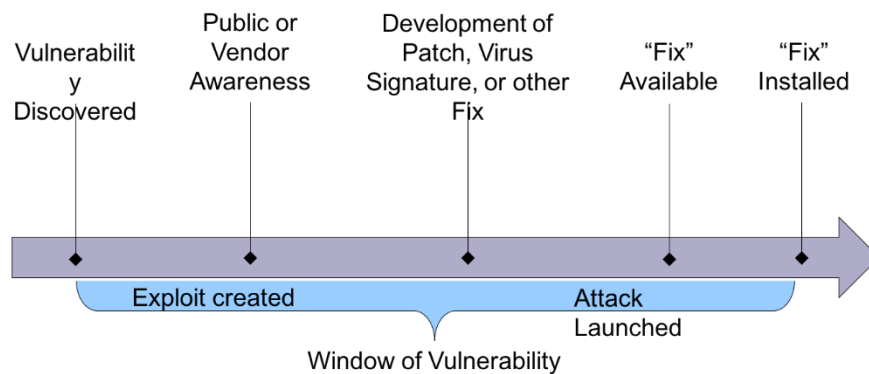 Vulnerabilit
y
Discovered
Public or
Vendor
Awareness
Development of
Patch, Virus
Signature, or other
Fix
“Fix”
Available
“Fix”
Installed
Exploit created
Attack
Launched
Window of Vulnerability